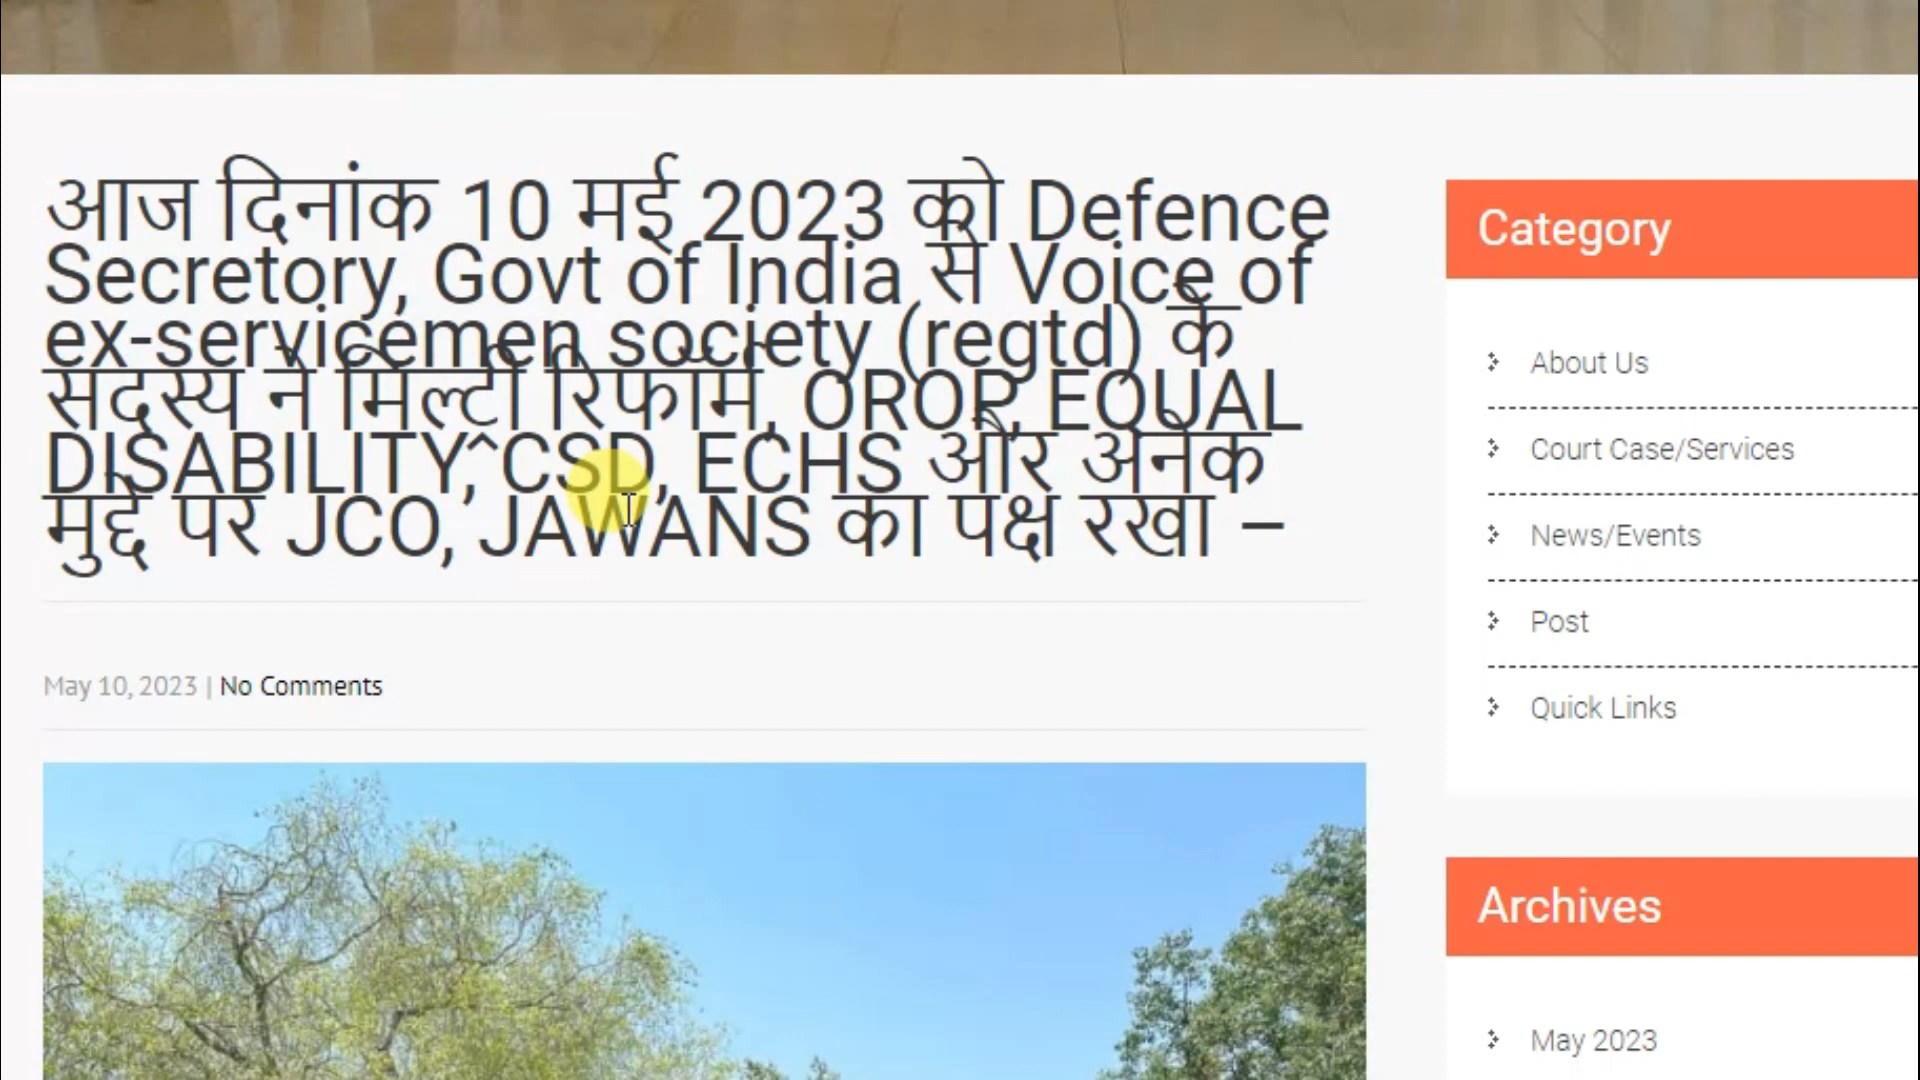 आज दिनांक 10 मई 2023 को Defence
Secretory, Govt of India से Voice of
ex-servicemen society (regtd) के
सदस्य ने मिल्ट्री रिफॉर्म, OROP, EQUAL
DISABILITY,^CSD, ECHS और अनेक
मुद्दे पर JCO, JAWANS का पक्ष रखा –
May 10, 2023 | No Comments
Category
About Us
Court Case/Services
News/Events
Post
Quick Links
Archives
May 2023